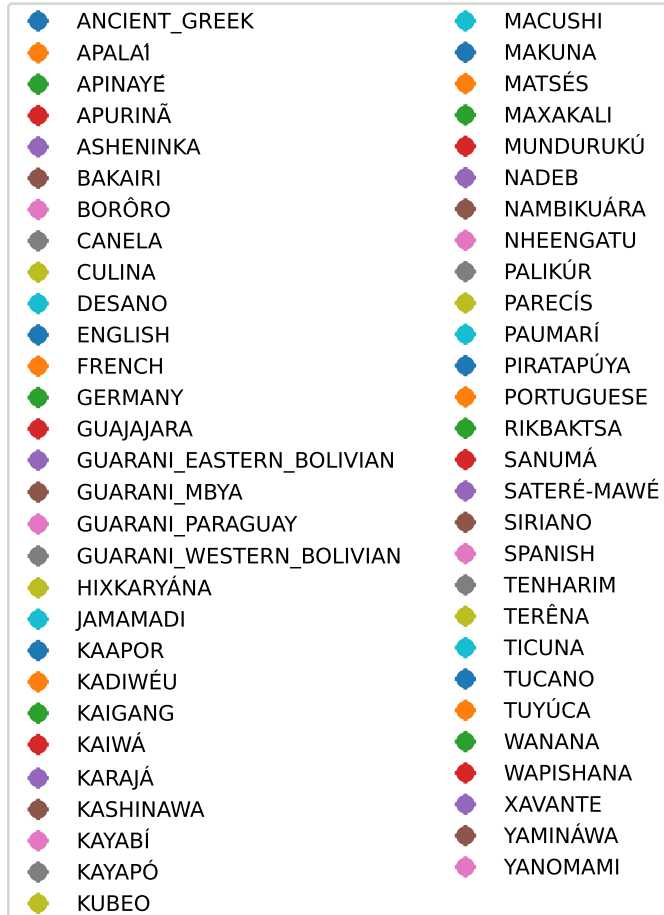 ANCIENT_GREEK
APALAÍ
APINAYÉ
APURINÃ
ASHENINKA
BAKAIRI
BORÔRO
CANELA
CULINA
DESANO
ENGLISH
FRENCH
GERMANY
GUAJAJARA
GUARANI_EASTERN_BOLIVIAN
GUARANI_MBYA
GUARANI_PARAGUAY
GUARANI_WESTERN_BOLIVIAN
HIXKARYÁNA
JAMAMADI
KAAPOR
KADIWÉU
KAIGANG
KAIWÁ
KARAJÁ
KASHINAWA
KAYABÍ
KAYAPÓ
KUBEO
MACUSHI
MAKUNA
MATSÉS
MAXAKALI
MUNDURUKÚ
NADEB
NAMBIKUÁRA
NHEENGATU
PALIKÚR
PARECÍS
PAUMARÍ
PIRATAPÚYA
PORTUGUESE
RIKBAKTSA
SANUMÁ
SATERÉ-MAWÉ
SIRIANO
SPANISH
TENHARIM
TERÊNA
TICUNA
TUCANO
TUYÚCA
WANANA
WAPISHANA
XAVANTE
YAMINÁWA
YANOMAMI